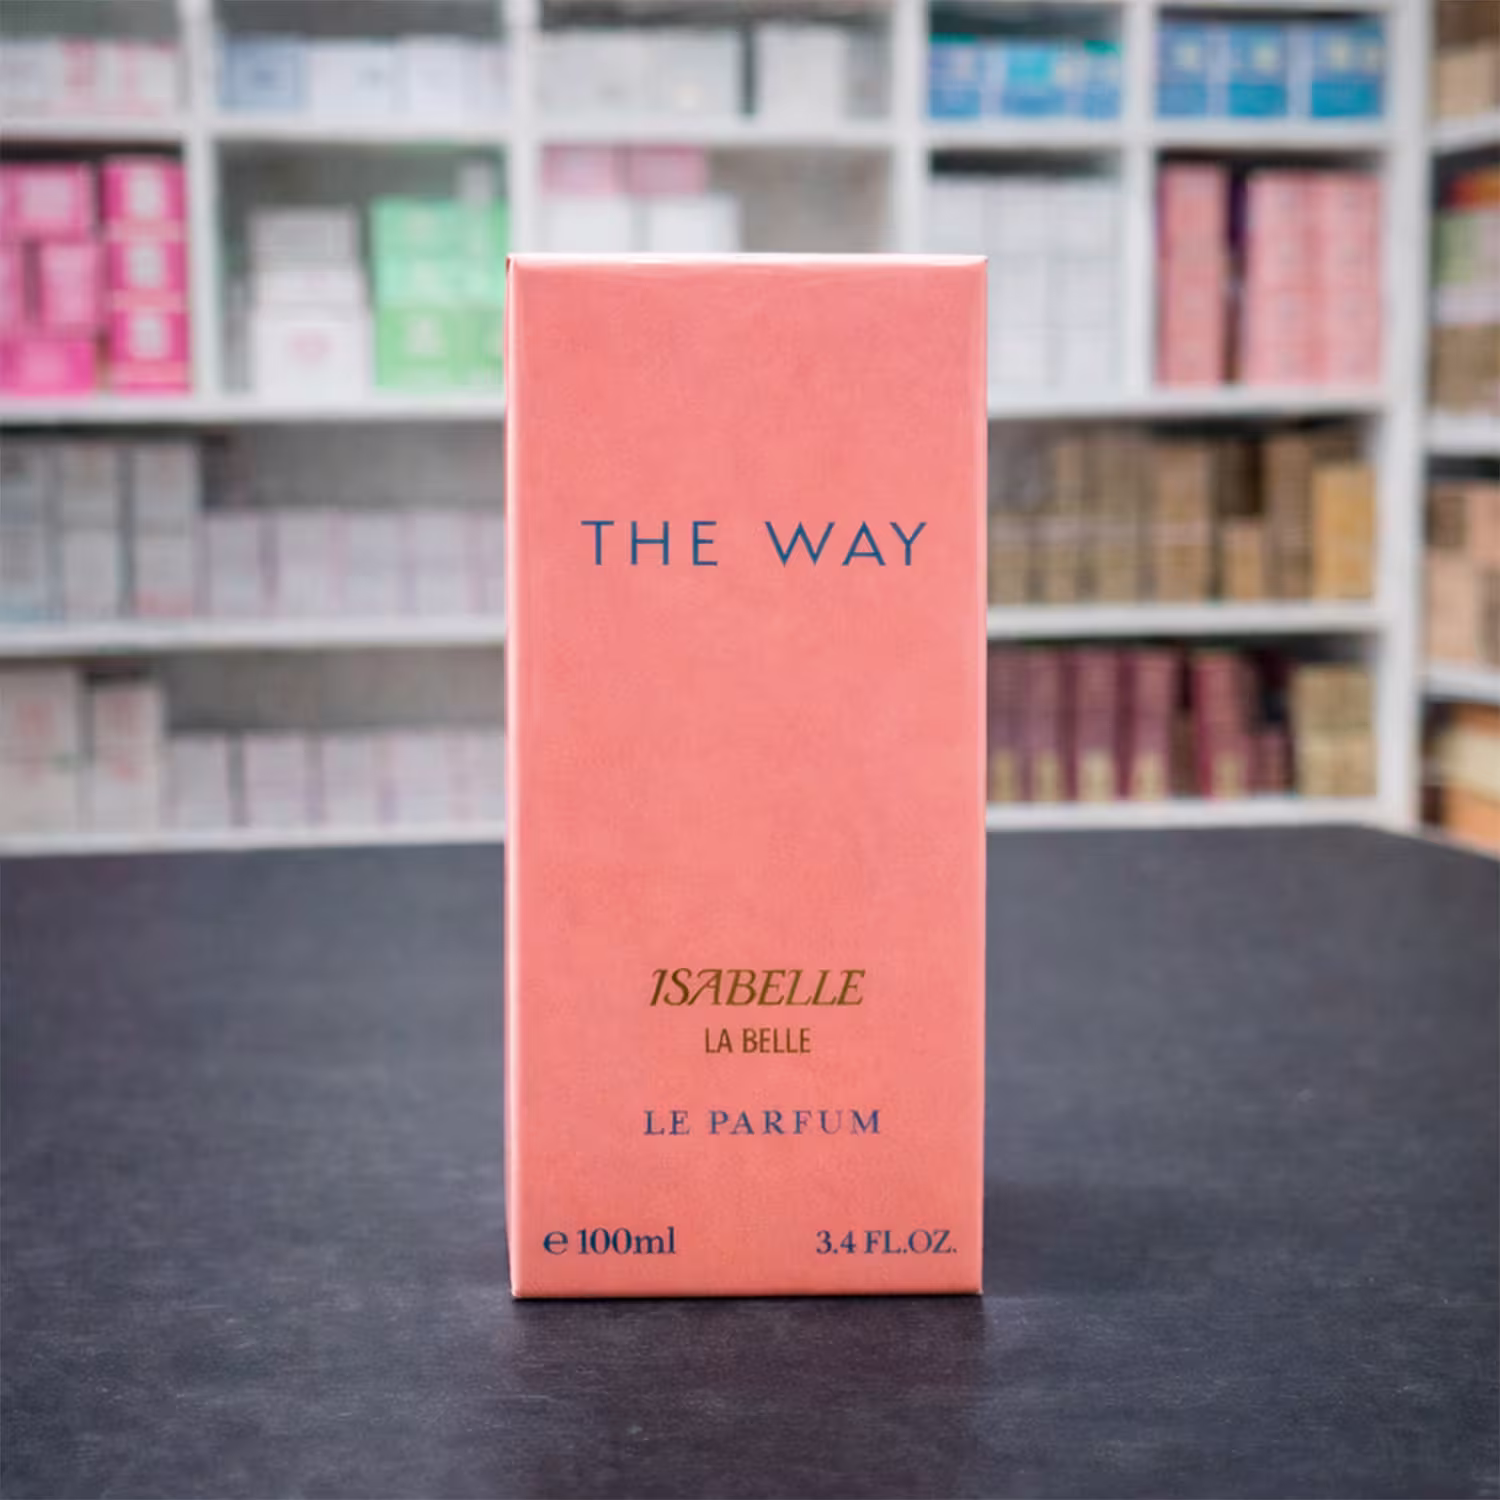 THE WAY
ISABELLE
LA BELLE
LE PARFUM
℮ 100ml 3.4 FL.OZ.